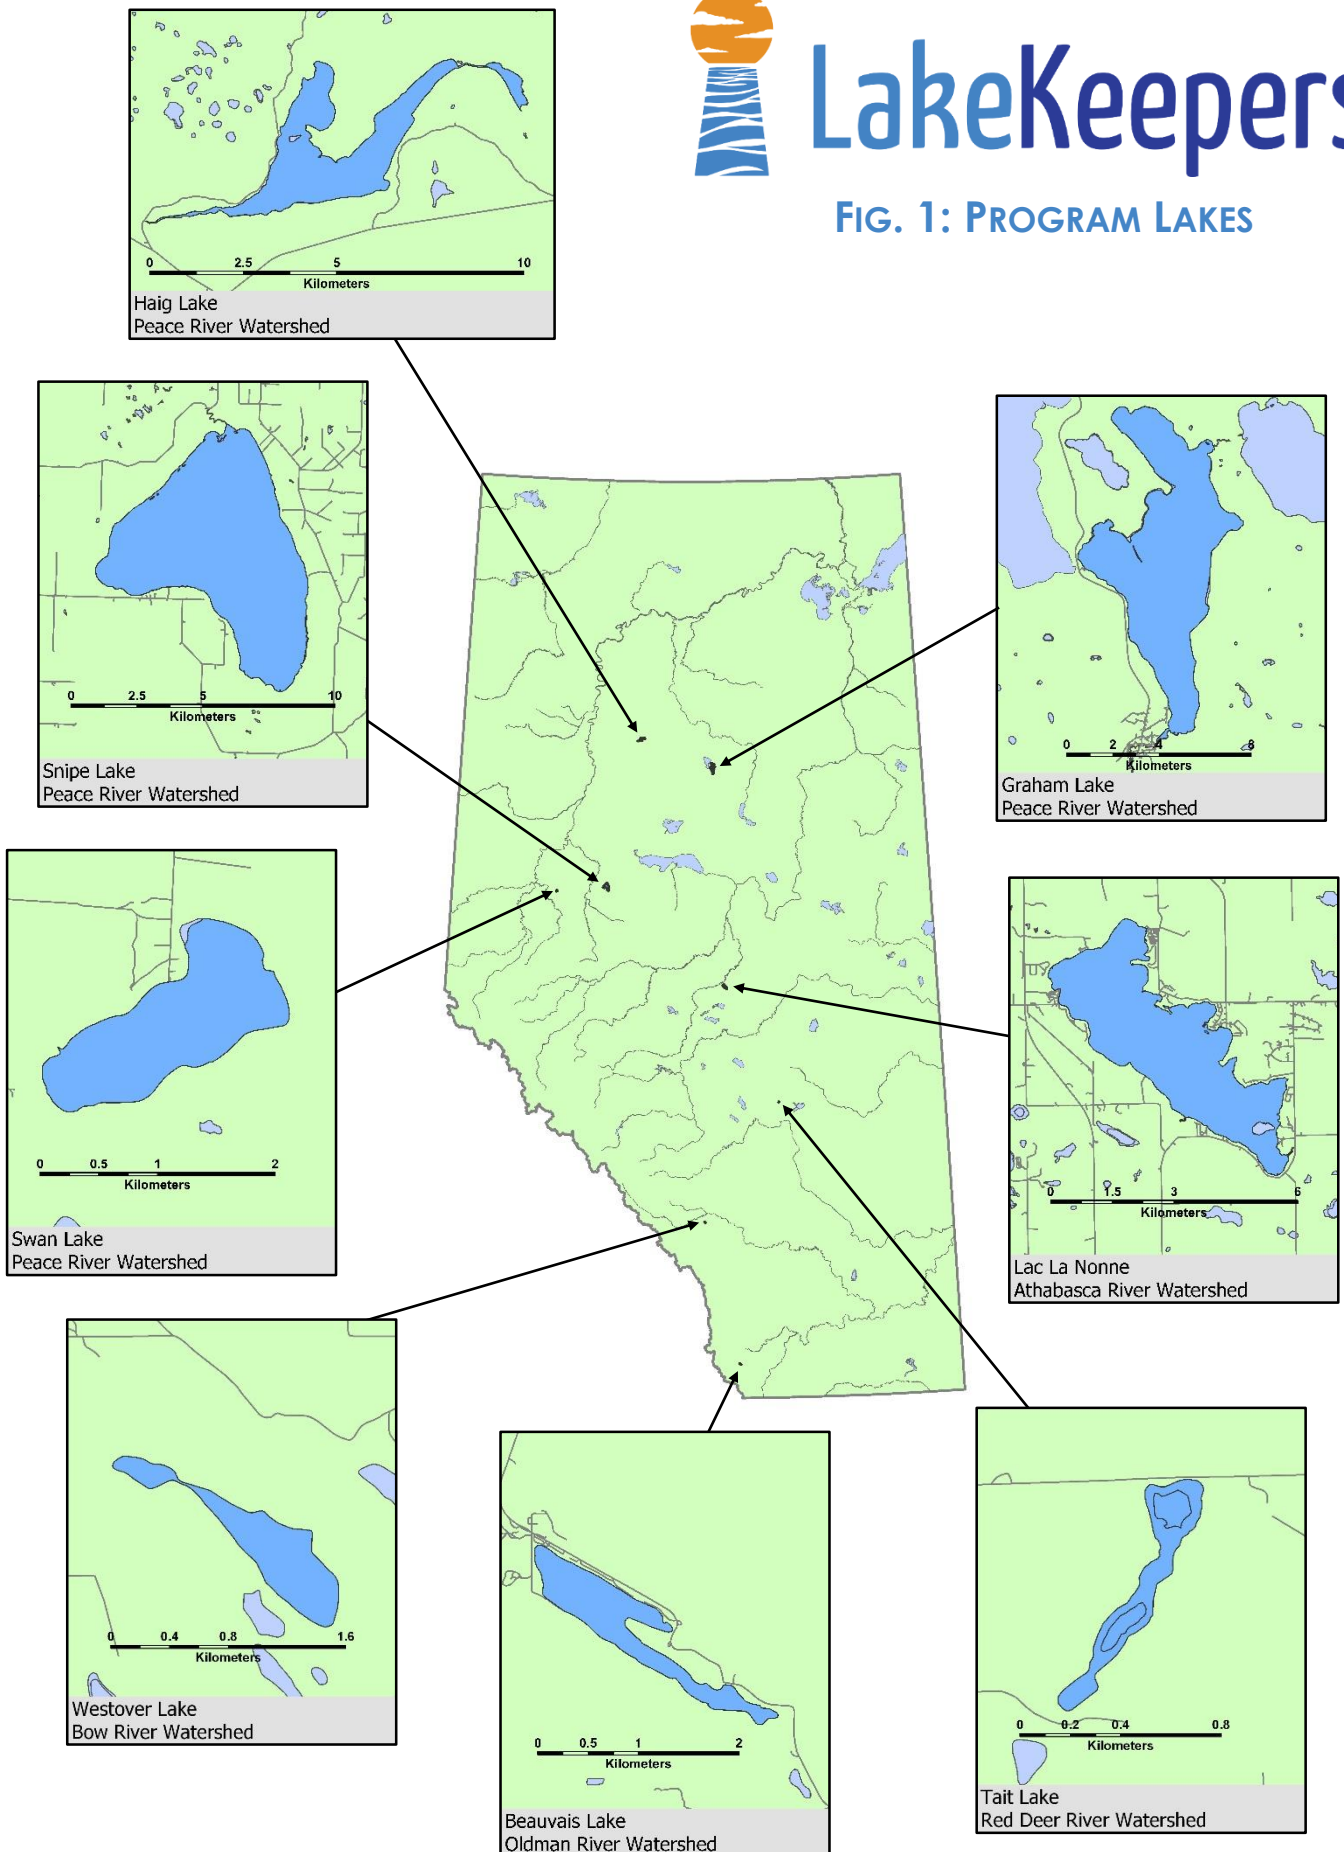 LakeKeepers
FIG. 1: PROGRAM LAKES
0 2.5 5 10
Kilometers
Haig Lake
Peace River Watershed
0 2.5 5 10
Kilometers
Snipe Lake
Peace River Watershed
0 2 4 8
Kilometers
Graham Lake
Peace River Watershed
0 0.5 1 2
Kilometers
Swan Lake
Peace River Watershed
0 1.5 3 6
Kilometers
Lac La Nonne
Athabasca River Watershed
0 0.4 0.8 1.6
Kilometers
Westover Lake
Bow River Watershed
0 0.5 1 2
Kilometers
Beauvais Lake
Oldman River Watershed
0 0.2 0.4 0.8
Kilometers
Tait Lake
Red Deer River Watershed